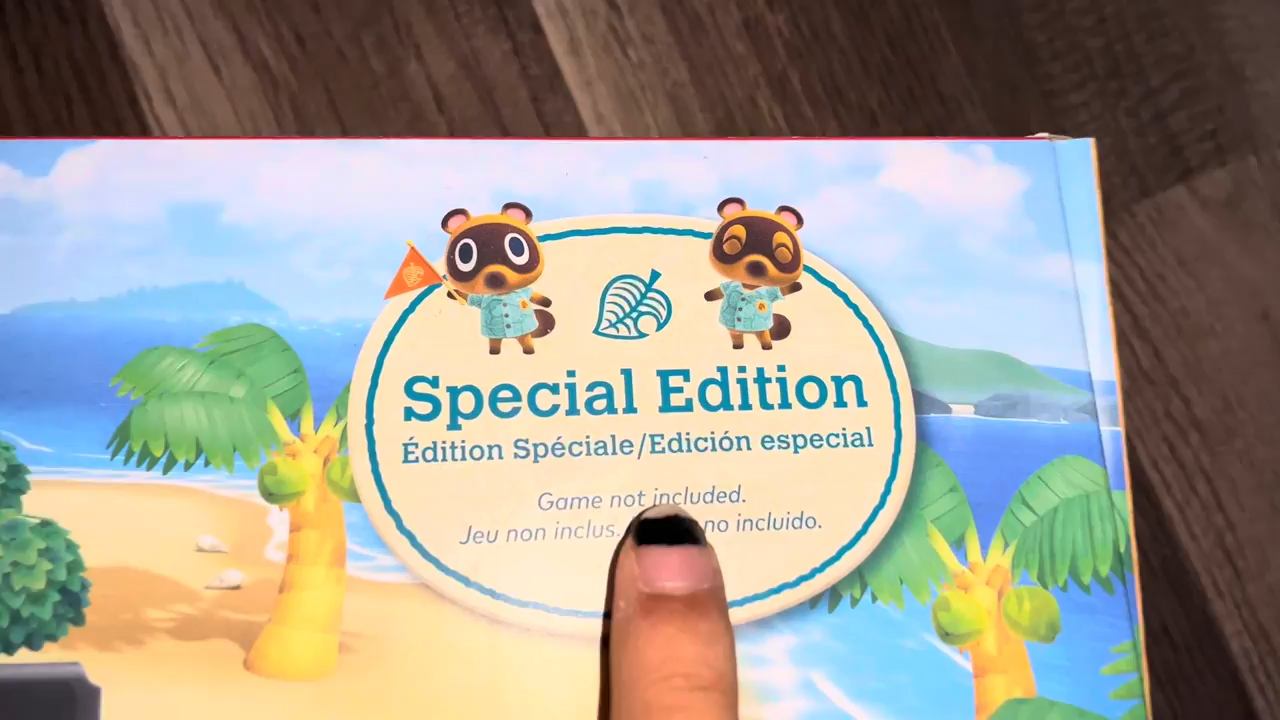 Special Edition
Édition Spéciale/Edición especial
Game not included.
Jeu non inclus. no incluido.